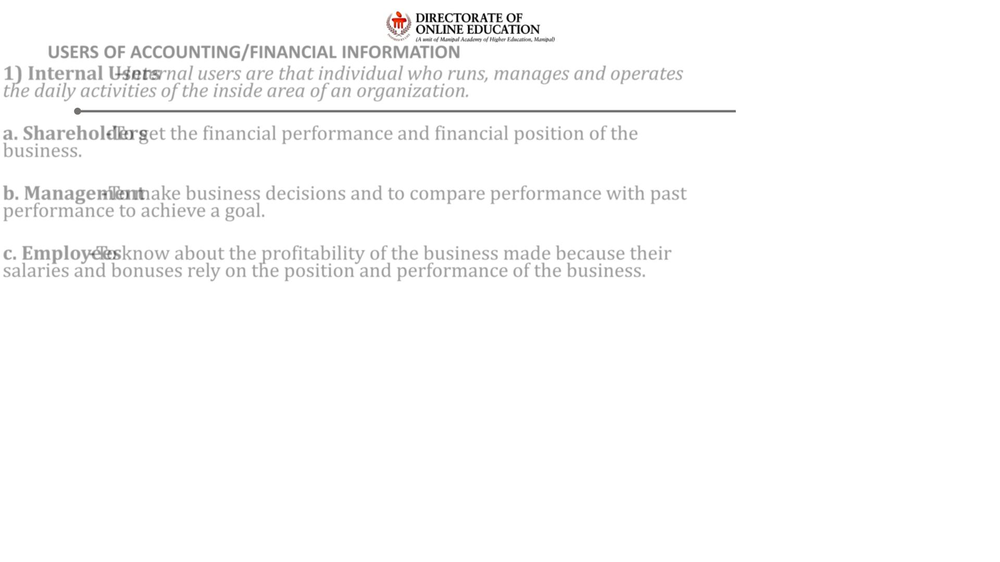 DIRECTORATE OF
ONLINE EDUCATION
(A unit of Manipal Academy of Higher Education, Manipal)
INSPIRED BY LIFE
USERS OF ACCOUNTING/FINANCIAL INFORMATION
1) Internal Users - Internal users are that individual who runs, manages and operates
the daily activities of the inside area of an organization.
a. Shareholders - To get the financial performance and financial position of the
business.
b. Management - To make business decisions and to compare performance with past
performance to achieve a goal.
c. Employees - To know about the profitability of the business made because their
salaries and bonuses rely on the position and performance of the business.